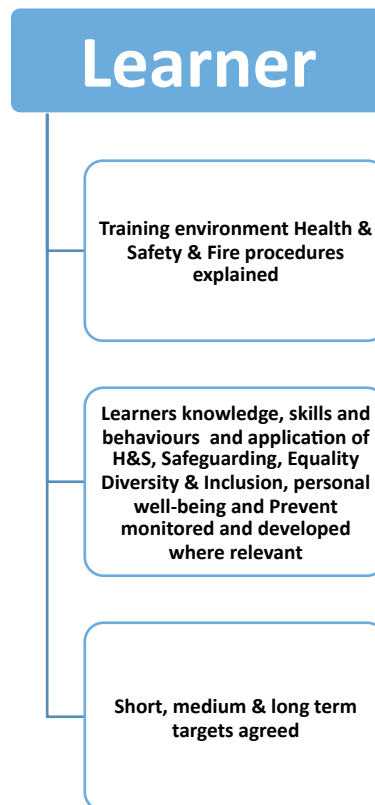 Learner
Training environment Health &
Safety & Fire procedures
explained
Learners knowledge, skills and
behaviours and application of
H&S, Safeguarding, Equality
Diversity & Inclusion, personal
well-being and Prevent
monitored and developed
where relevant
Short, medium & long term
targets agreed